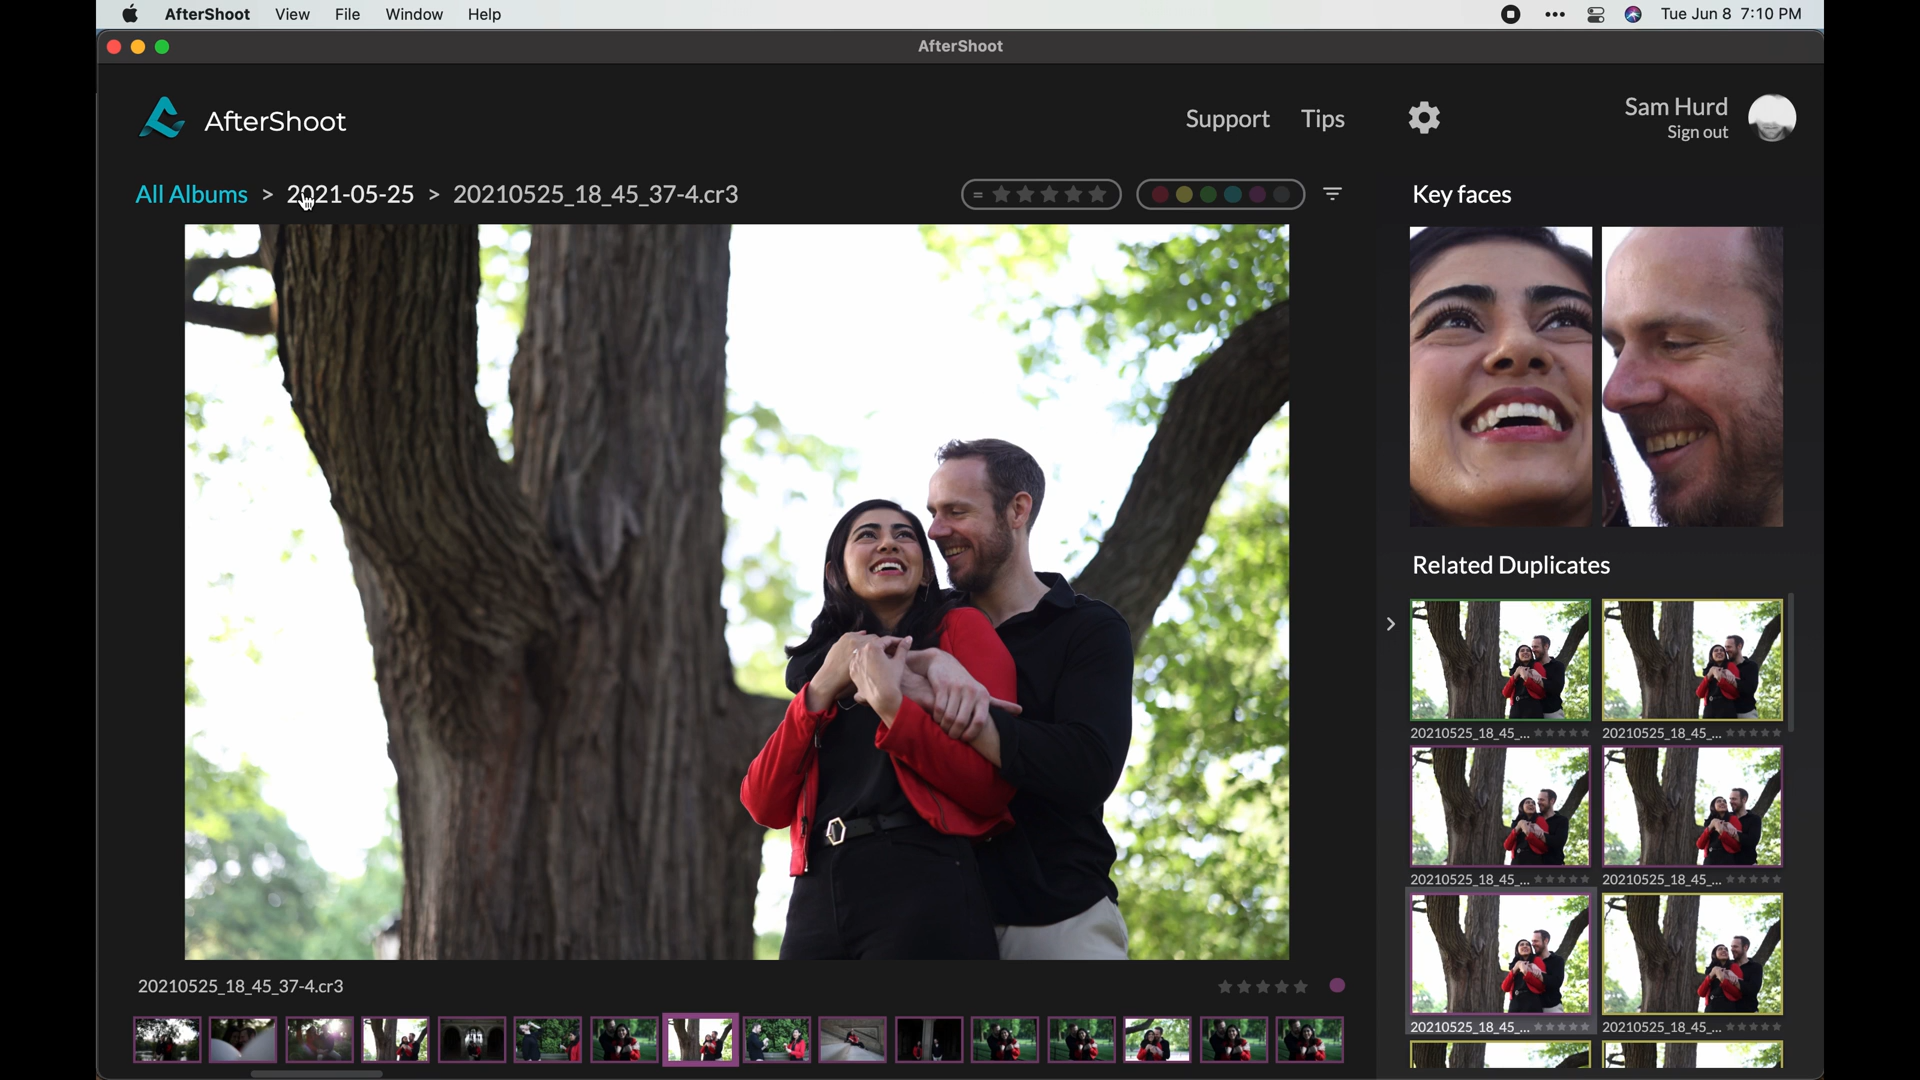 AfterShoot View File Window Help Tue Jun 8 7:10 PM
AfterShoot
AfterShoot Support Tips Sam Hurd
Sign out
All Albums > 2021-05-25 > 20210525_18_45_37-4.cr3 = Key faces
Related Duplicates
>
20210525_18_45_... 20210525_18_45_...
20210525_18_45_... 20210525_18_45_...
20210525_18_45_37-4.cr3
20210525_18_45_... 20210525_18_45_...